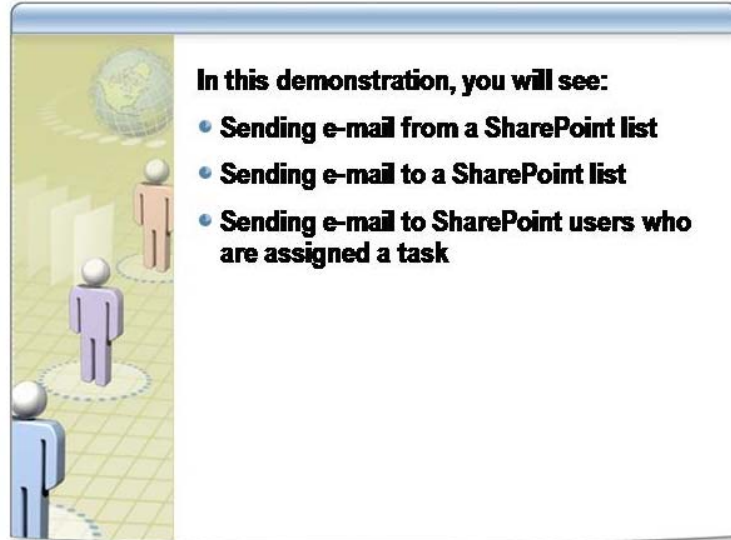 In this demonstration, you will see:
Sending e-mail from a SharePoint list
Sending e-mail to a SharePoint list
Sending e-mail to SharePoint users who
are assigned a task